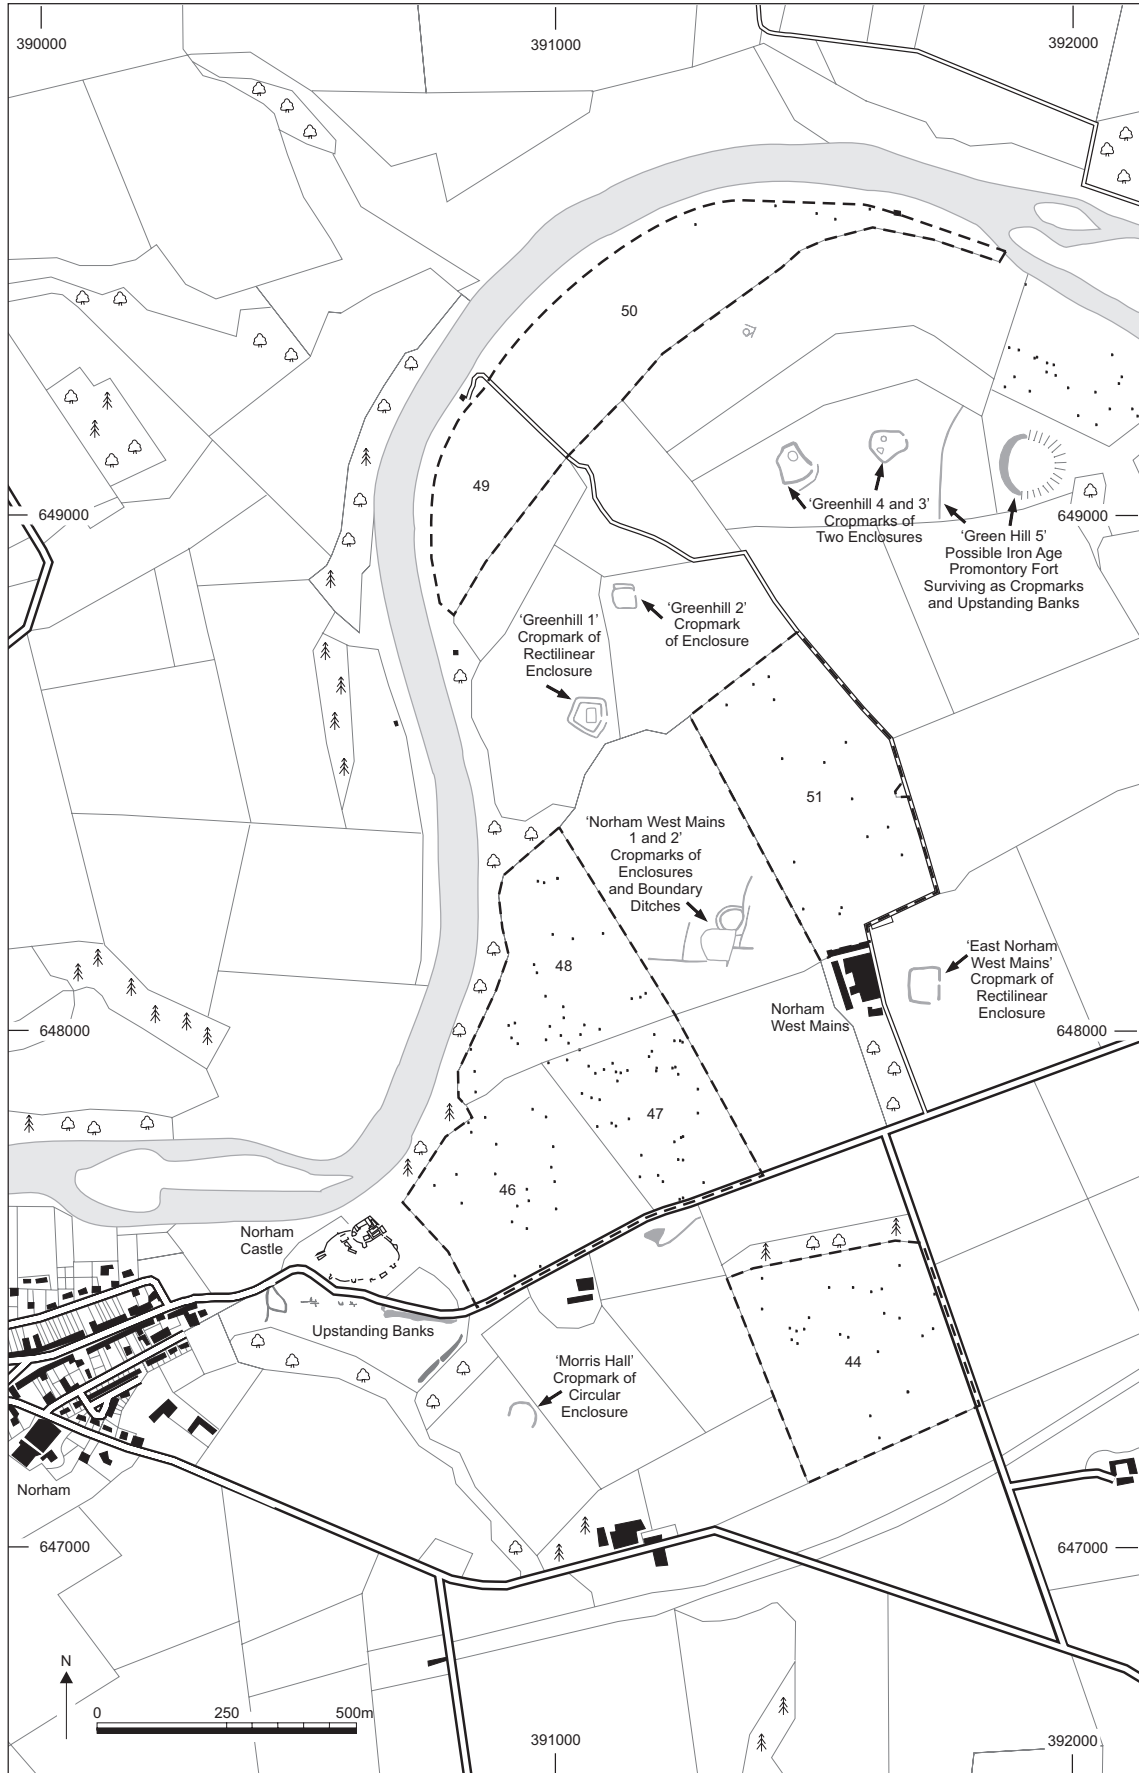 390000
391000
392000
50
49
649000
'Greenhill 4 and 3'
Cropmarks of
Two Enclosures
649000
'Green Hill 5'
Possible Iron Age
Promontory Fort
Surviving as Cropmarks
and Upstanding Banks
'Greenhill 1'
Cropmark of
Rectilinear
Enclosure
'Greenhill 2'
Cropmark
of Enclosure
51
'Norham West Mains
1 and 2'
Cropmarks of
Enclosures
and Boundary
Ditches
48
'East Norham
West Mains'
Cropmark of
Rectilinear
Enclosure
Norham
West Mains
648000
648000
47
46
Norham
Castle
Upstanding Banks
'Morris Hall'
Cropmark of
Circular
Enclosure
44
Norham
647000
647000
N
0
250
500m
391000
392000